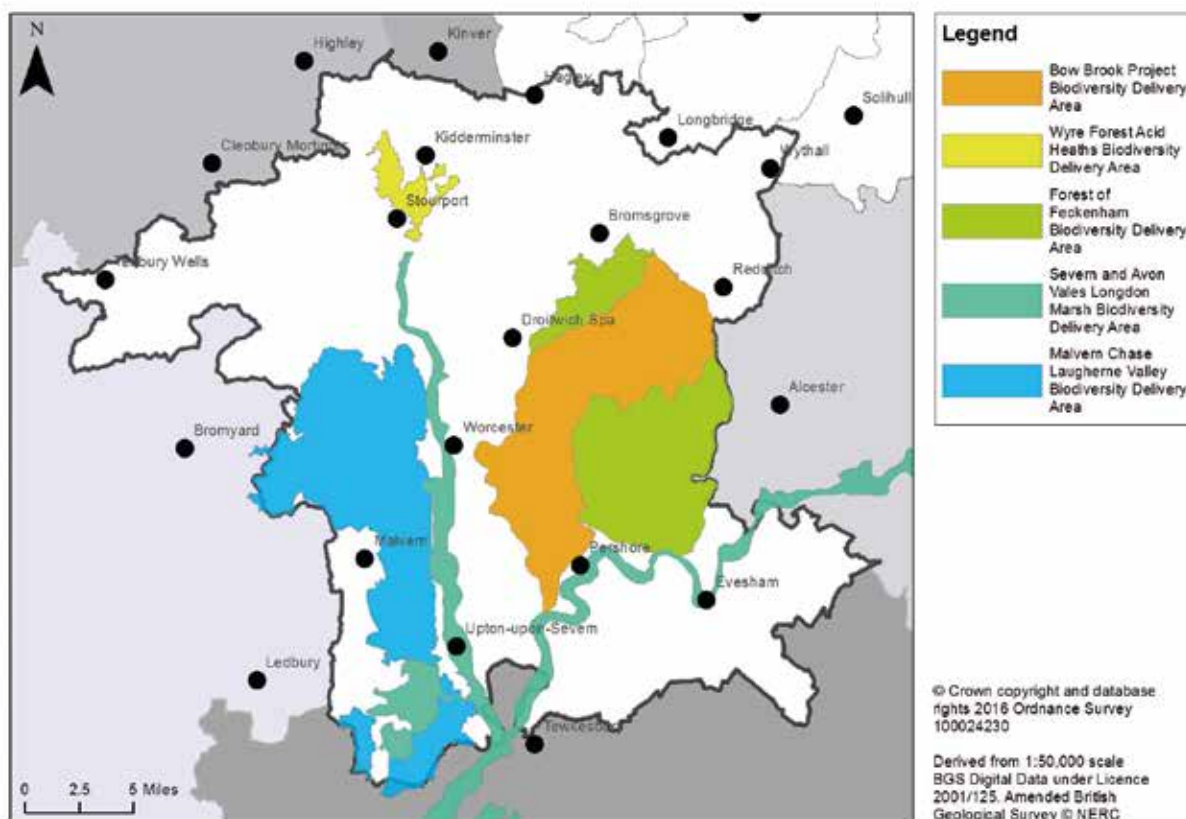 N
Highley
Kinver
Hagley
Longbridge
Solihull
Cleobury Mortimer
Kidderminster
Wythall
Stourport
Bromsgrove
Tenbury Wells
Redditch
Droitwich Spa
Alcester
Bromyard
Worcester
Malvern
Pershore
Evesham
Upton-upon-Severn
Ledbury
Tewkesbury
0 2.5 5 Miles
Legend
Bow Brook Project
Biodiversity Delivery
Area
Wyre Forest Acid
Heaths Biodiversity
Delivery Area
Forest of
Feckenham
Biodiversity Delivery
Area
Severn and Avon
Vales Longdon
Marsh Biodiversity
Delivery Area
Malvern Chase
Laugherne Valley
Biodiversity Delivery
Area
© Crown copyright and database
rights 2016 Ordnance Survey
100024230
Derived from 1:50,000 scale
BGS Digital Data under Licence
2001/125. Amended British
Geological Survey © NERC